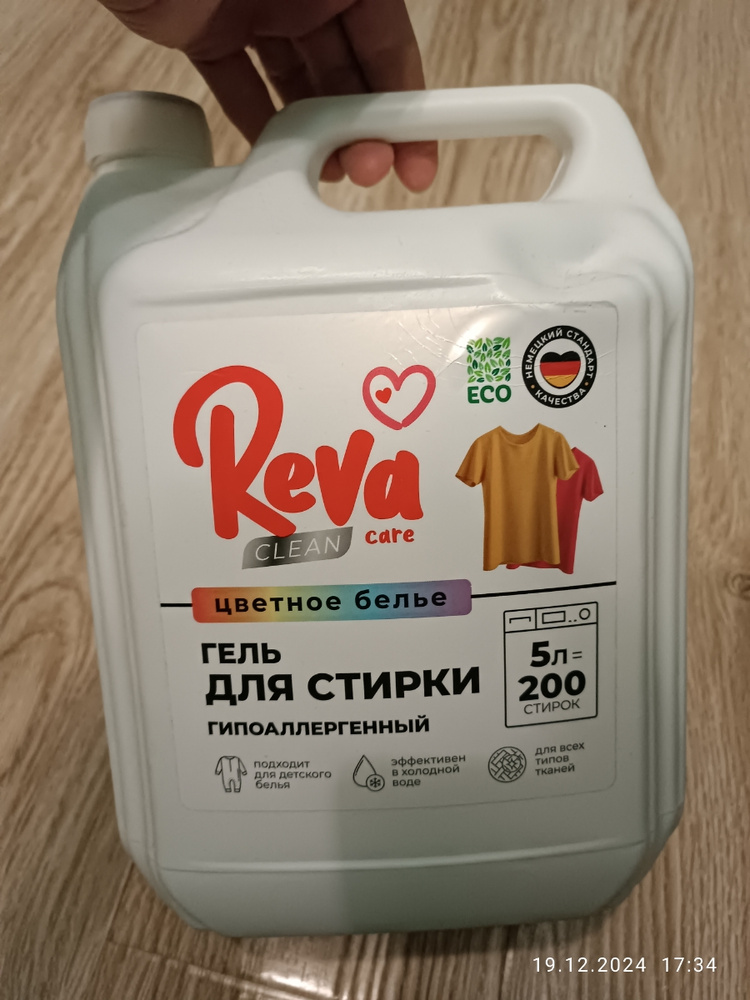 НЕМЕЦКИЙ СТАНДАРТ
КАЧЕСТВА
ECO
Reva
CLEAN care
цветное белье
ГЕЛЬ
ДЛЯ СТИРКИ
ГИПОАЛЛЕРГЕННЫЙ
5л=
200
СТИРОК
подходит
для детского
белья
эффективен
в холодной
воде
для всех
типов
тканей
19.12.2024 17:34